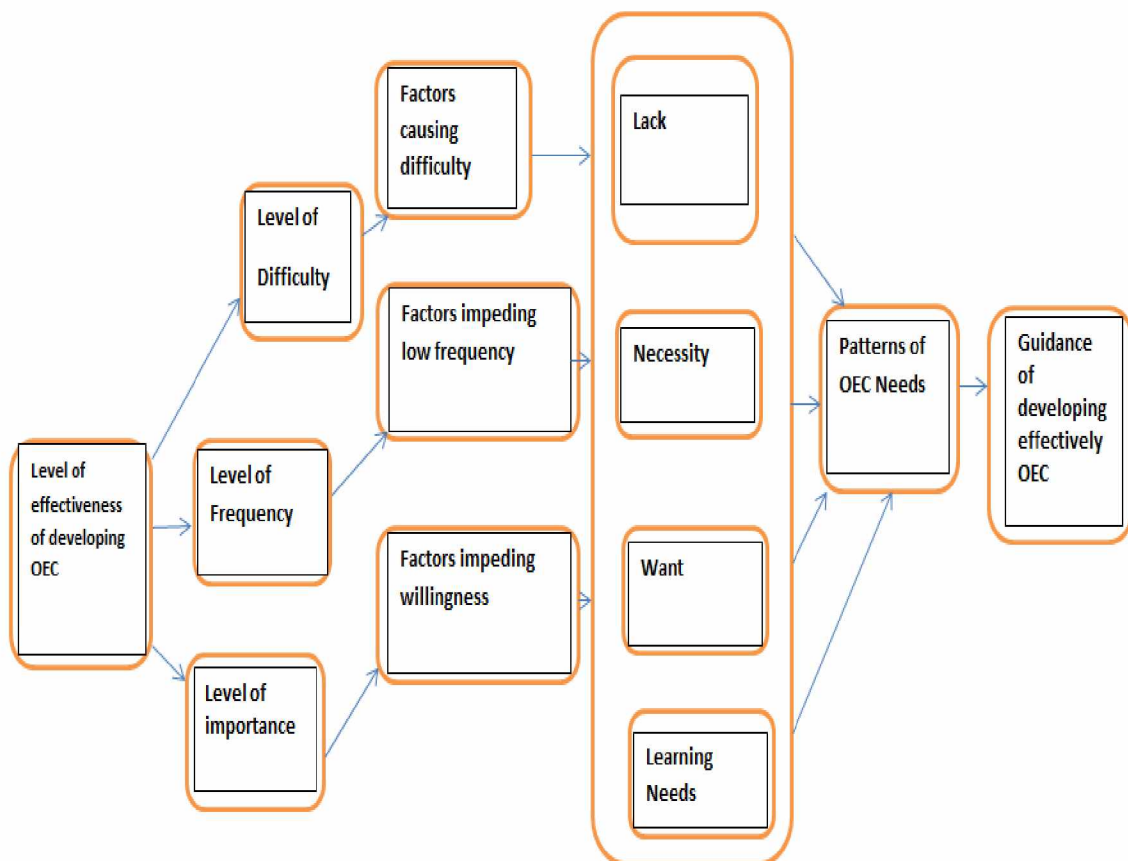 Level of
effectiveness
of developing
OEC
Level of
Difficulty
Level of
Frequency
Level of
importance
Factors
causing
difficulty
Factors impeding
low frequency
Factors impeding
willingness
Lack
Necessity
Want
Learning
Needs
Patterns of
OEC Needs
Guidance
of
developing
effectively
OEC